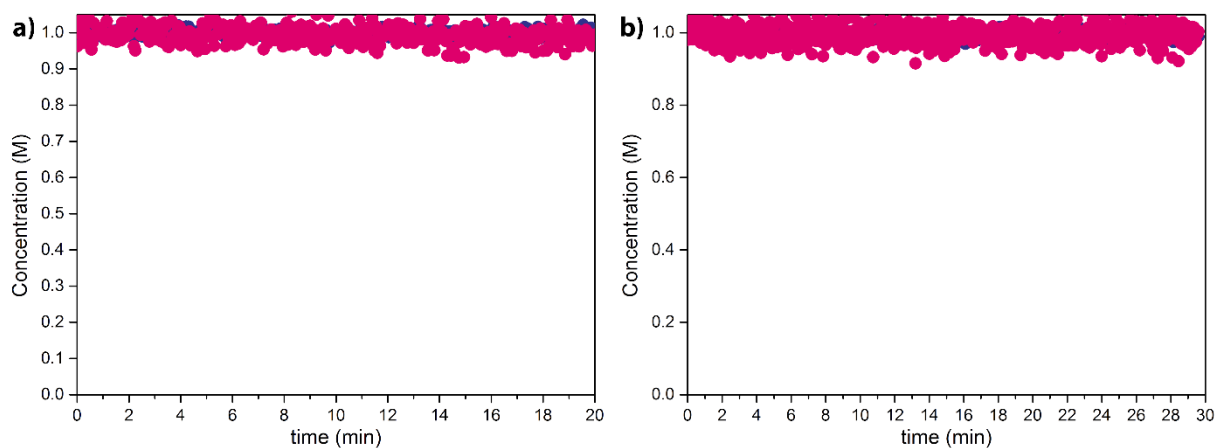 a)
Concentration (M)
1.0
0.9
0.8
0.7
0.6
0.5
0.4
0.3
0.2
0.1
0.0
0 2 4 6 8 10 12 14 16 18 20
time (min)
b)
Concentration (M)
1.0
0.8
0.6
0.4
0.2
0.0
0 2 4 6 8 10 12 14 16 18 20 22 24 26 28 30
time (min)